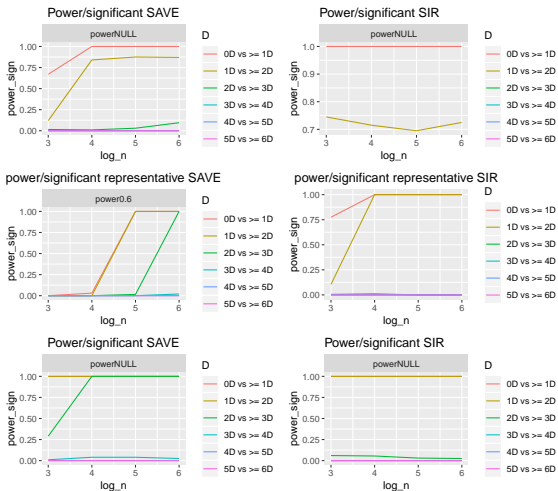 Power/significant SAVE
powerNULL
power_sign
1.00
0.75
0.50
0.25
0.00
3 4 5 6
log_n
D
0D vs >= 1D
1D vs >= 2D
2D vs >= 3D
3D vs >= 4D
4D vs >= 5D
5D vs >= 6D
Power/significant SIR
powerNULL
power_sign
1.0
0.9
0.8
0.7
3 4 5 6
log_n
D
0D vs >= 1D
1D vs >= 2D
2D vs >= 3D
3D vs >= 4D
4D vs >= 5D
5D vs >= 6D
power/significant representative SAVE
power0.6
power_sign
1.00
0.75
0.50
0.25
0.00
3 4 5 6
log_n
D
0D vs >= 1D
1D vs >= 2D
2D vs >= 3D
3D vs >= 4D
4D vs >= 5D
5D vs >= 6D
power/significant representative SIR
power_sign
1.00
0.75
0.50
0.25
0.00
3 4 5 6
log_n
D
0D vs >= 1D
1D vs >= 2D
2D vs >= 3D
3D vs >= 4D
4D vs >= 5D
5D vs >= 6D
Power/significant SAVE
powerNULL
power_sign
1.00
0.75
0.50
0.25
0.00
3 4 5 6
log_n
D
0D vs >= 1D
1D vs >= 2D
2D vs >= 3D
3D vs >= 4D
4D vs >= 5D
5D vs >= 6D
Power/significant SIR
powerNULL
power_sign
1.00
0.75
0.50
0.25
0.00
3 4 5 6
log_n
D
0D vs >= 1D
1D vs >= 2D
2D vs >= 3D
3D vs >= 4D
4D vs >= 5D
5D vs >= 6D